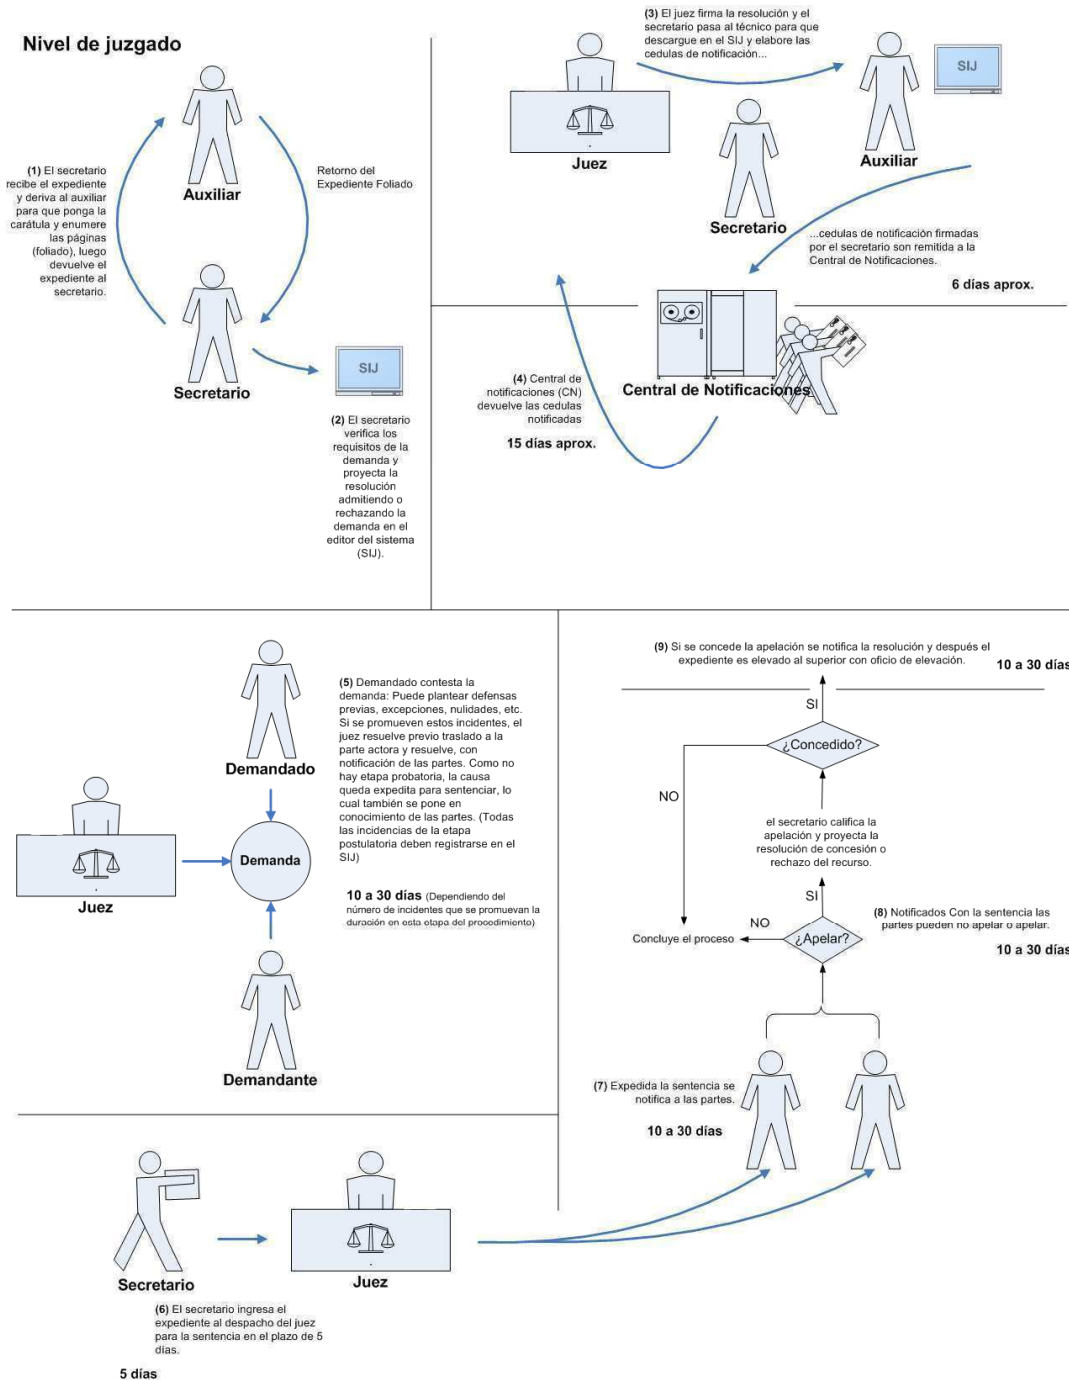 Nivel de juzgado
Auxiliar
(1) El secretario
recibe el expediente
y deriva al auxiliar
para que ponga la
carátula y enumere
las páginas
(foliado), luego
devuelve el
expediente al
secretario.
Retorno del
Expediente Foliado
Secretario
SIJ
(2) El secretario
verifica los
requisitos de la
demanda y
proyecta la
resolución
admitiendo o
rechazando la
demanda en el
editor del sistema
(SIJ).
(3) El juez firma la resolución y el
secretario pasa al técnico para que
descargue en el SIJ y elabore las
cedulas de notificación...
SIJ
Juez
Auxiliar
Secretario
...cedulas de notificación firmadas
por el secretario son remitida a la
Central de Notificaciones.
6 días aprox.
Central de Notificaciones
(4) Central de
notificaciones (CN)
devuelve las cedulas
notificadas
15 días aprox.
Demandado
Juez
Demanda
Demandante
(5) Demandado contesta la
demanda: Puede plantear defensas
previas, excepciones, nulidades, etc.
Si se promueven estos incidentes, el
juez resuelve previo traslado a la
parte actora y resuelve, con
notificación de las partes. Como no
hay etapa probatoria, la causa
queda expedita para sentenciar, lo
cual también se pone en
conocimiento de las partes. (Todas
las incidencias de la etapa
postulatoria deben registrarse en el
SIJ)
10 a 30 días (Dependiendo del
número de incidentes que se promuevan la
duración en esta etapa del procedimiento)
Secretario
Juez
(6) El secretario ingresa el
expediente al despacho del juez
para la sentencia en el plazo de 5
días.
5 días
(9) Si se concede la apelación se notifica la resolución y después el
expediente es elevado al superior con oficio de elevación.
10 a 30 días
SI
¿Concedido?
NO
el secretario califica la
apelación y proyecta la
resolución de concesión o
rechazo del recurso.
SI
(8) Notificados Con la sentencia las
partes pueden no apelar o apelar.
10 a 30 días
¿Apelar?
NO
Concluye el proceso
(7) Expedida la sentencia se
notifica a las partes.
10 a 30 días